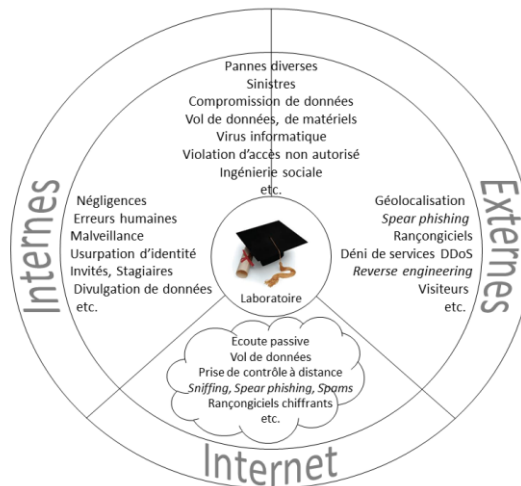 Pannes diverses
Sinistres
Compromission de données
Vol de données, de matériels
Virus informatique
Violation d'accès non autorisé
Ingénierie sociale
etc.
Internes
Négligences
Erreurs humaines
Malveillance
Usurpation d'identité
Invités, Stagiaires
Divulgation de données
etc.
Laboratoire
Géolocalisation
Spear phishing
Rançongiciels
Déni de services DDoS
Reverse engineering
Visiteurs
etc.
Externes
Ecoute passive
Vol de données
Prise de contrôle à distance
Sniffing, Spear phishing, Spams
Rançongiciels chiffrants
etc.
Internet